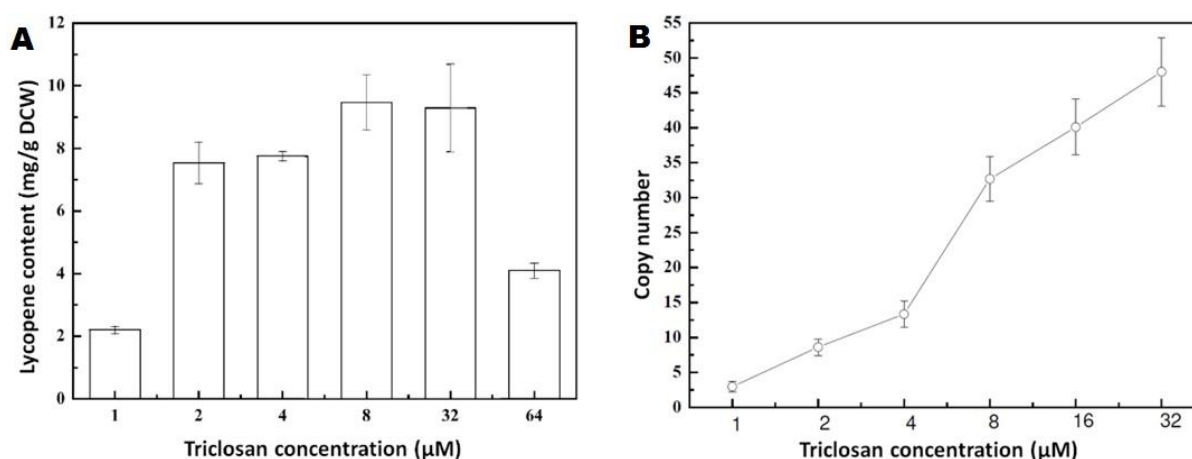 A
Lycopene content (mg/g DCW)
12
10
8
6
4
2
0
1 2 4 8 32 64
Triclosan concentration (μM)
B
Copy number
55
50
45
40
35
30
25
20
15
10
5
0
1 2 4 8 16 32
Triclosan concentration (μM)